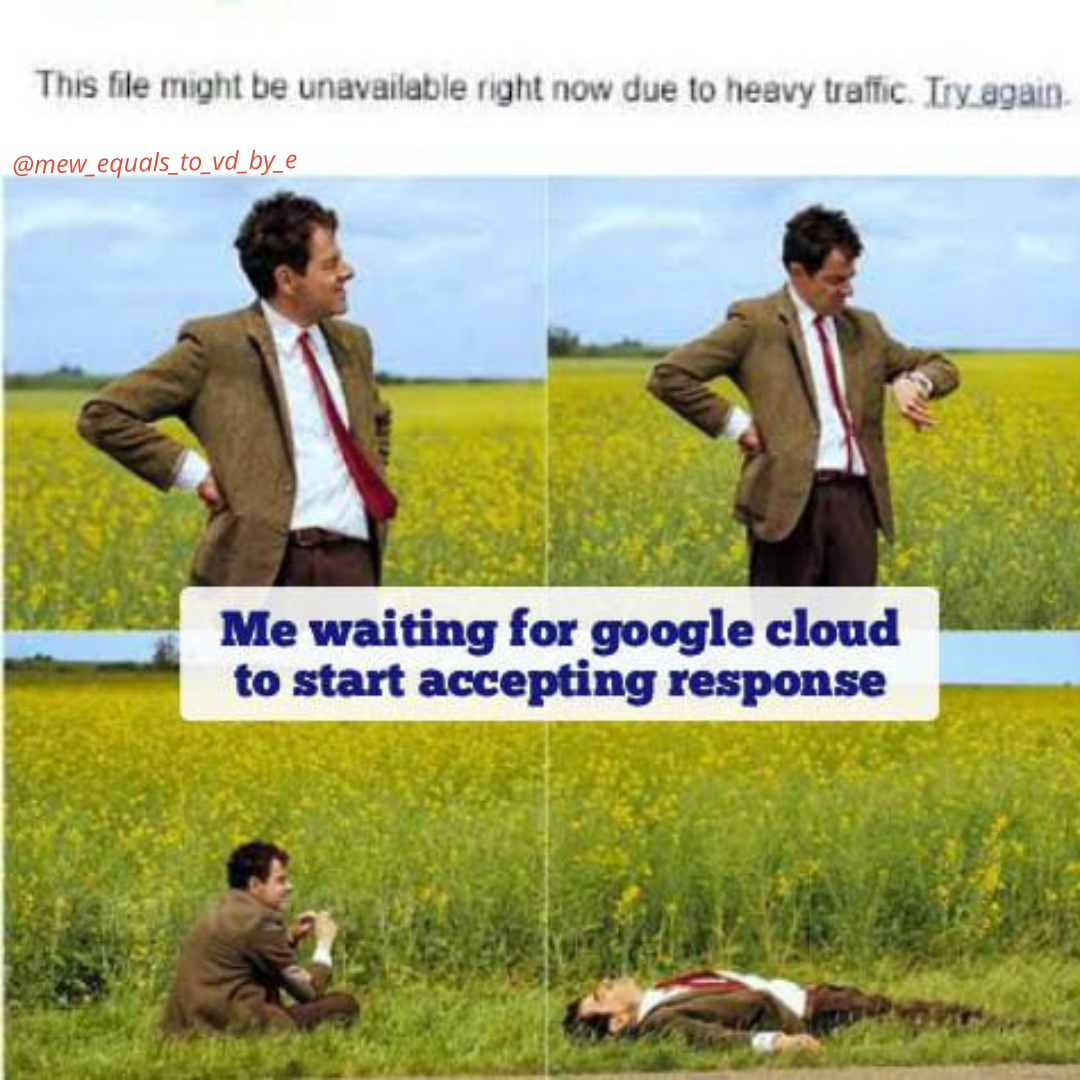 This file might be unavailable right now due to heavy traffic. Try again.
@mew_equals_to_vd_by_e
Me waiting for google cloud
to start accepting response